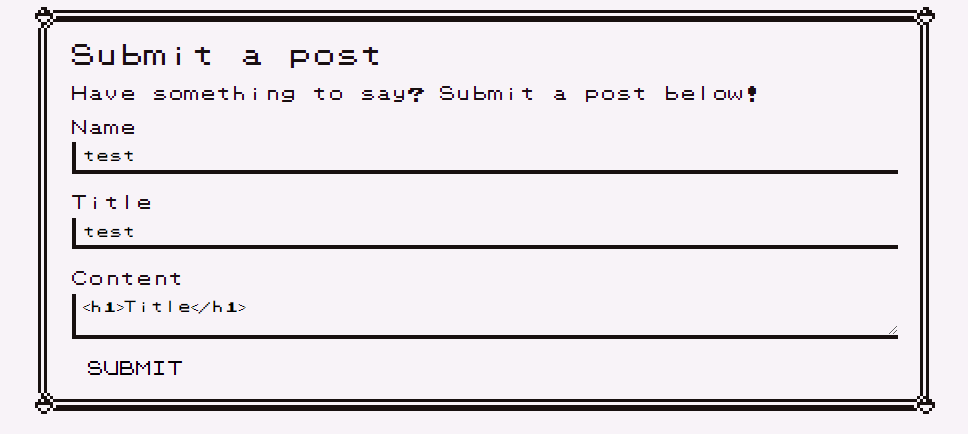 Submit a post
Have something to say? Submit a post below!
Name
test
Title
test
Content
<h1>Title</h1>
SUBMIT